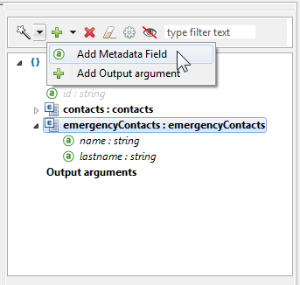 type filter text
Add Metadata Field
Add Output argument
{}
id : string
contacts : contacts
emergencyContacts : emergencyContacts
name : string
lastname : string
Output arguments